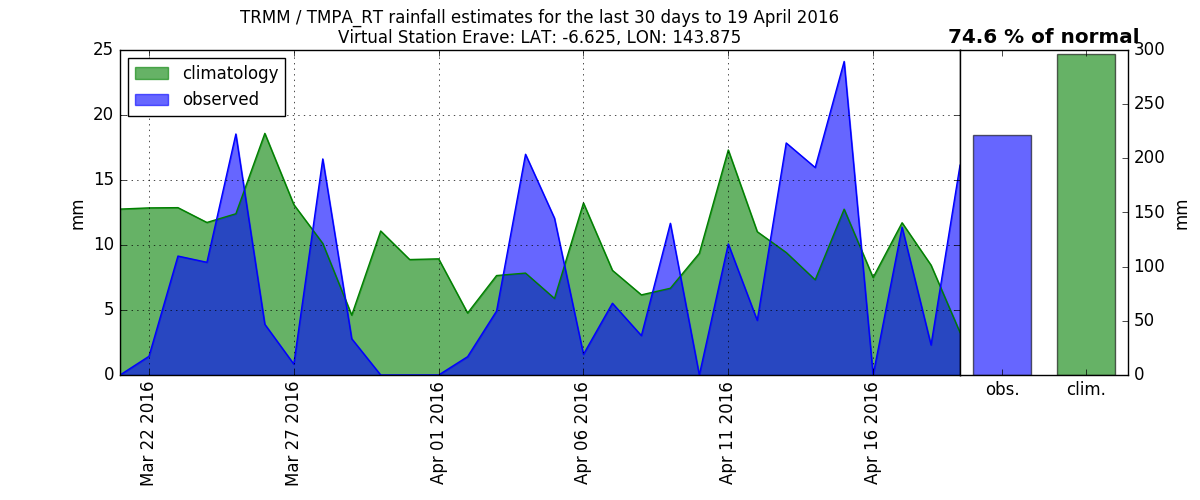 TRMM / TMPA_RT rainfall estimates for the last 30 days to 19 April 2016
Virtual Station Erave: LAT: -6.625, LON: 143.875
74.6 % of normal
climatology
observed
mm
25
20
15
10
5
0
Mar 22 2016
Mar 27 2016
Apr 01 2016
Apr 06 2016
Apr 11 2016
Apr 16 2016
obs.
clim.
300
250
200
150
100
50
0
mm